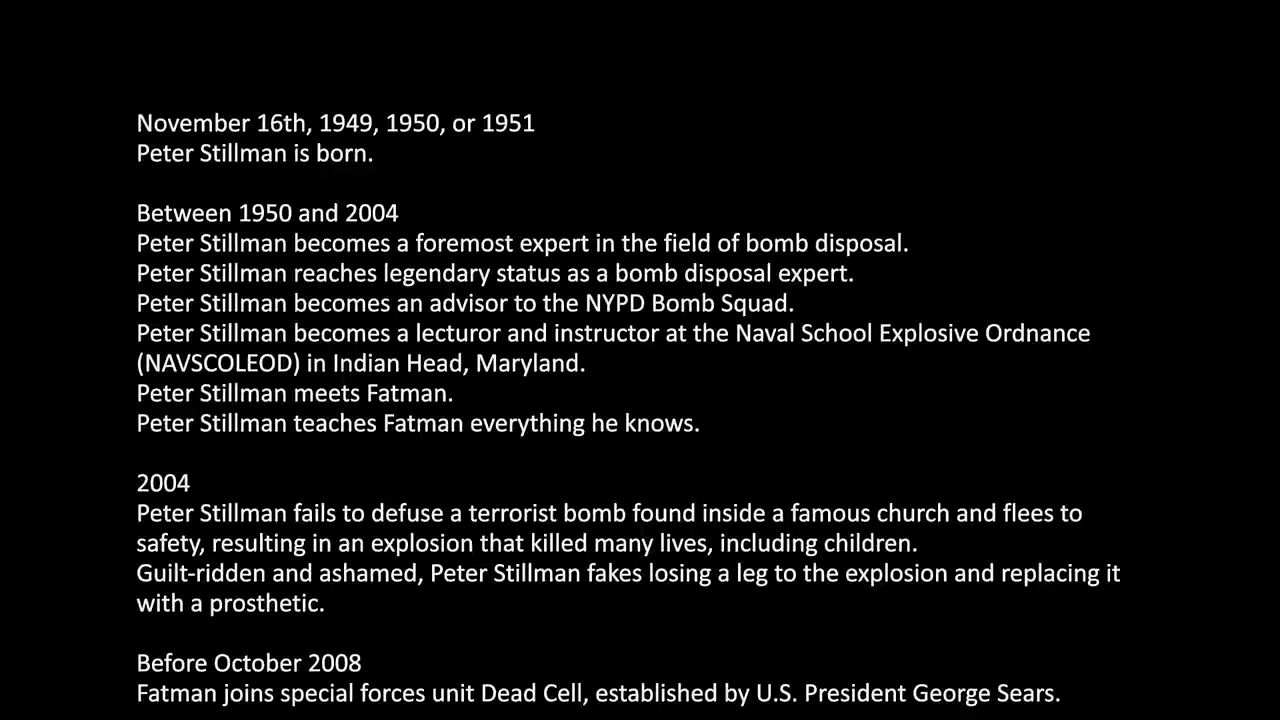 November 16th, 1949, 1950, or 1951
Peter Stillman is born.
Between 1950 and 2004
Peter Stillman becomes a foremost expert in the field of bomb disposal.
Peter Stillman reaches legendary status as a bomb disposal expert.
Peter Stillman becomes an advisor to the NYPD Bomb Squad.
Peter Stillman becomes a lecturor and instructor at the Naval School Explosive Ordnance
(NAVSCOLEOD) in Indian Head, Maryland.
Peter Stillman meets Fatman.
Peter Stillman teaches Fatman everything he knows.
2004
Peter Stillman fails to defuse a terrorist bomb found inside a famous church and flees to
safety, resulting in an explosion that killed many lives, including children.
Guilt-ridden and ashamed, Peter Stillman fakes losing a leg to the explosion and replacing it
with a prosthetic.
Before October 2008
Fatman joins special forces unit Dead Cell, established by U.S. President George Sears.